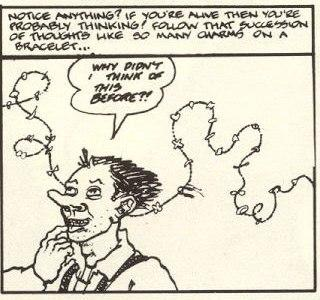 NOTICE ANYTHING? IF YOU'RE ALIVE THEN YOU'RE
PROBABLY THINKING! FOLLOW THAT SUCCESSION
OF THOUGHTS LIKE SO MANY CHARMS ON A
BRACELET...
WHY DIDN'T
I THINK OF
THIS
BEFORE?!